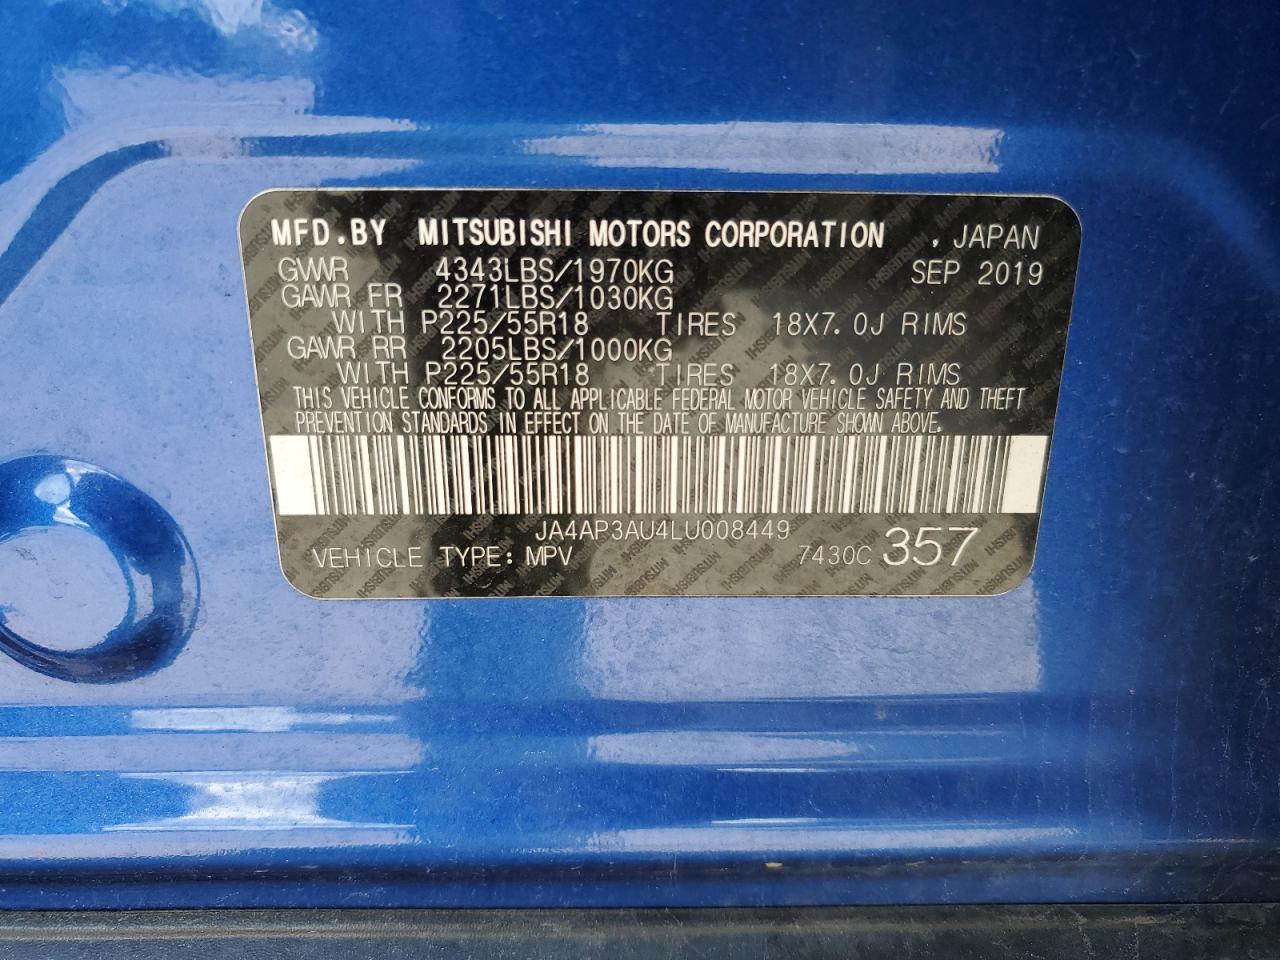 MFD.BY MITSUBISHI MOTORS CORPORATION , JAPAN
GVWR 4343LBS/1970KG SEP 2019
GAWR FR 2271LBS/1030KG
WITH P225/55R18 TIRES 18X7.0J RIMS
GAWR RR 2205LBS/1000KG
WITH P225/55R18 TIRES 18X7.0J RIMS
THIS VEHICLE CONFORMS TO ALL APPLICABLE FEDERAL MOTOR VEHICLE SAFETY AND THEFT
PREVENTION STANDARDS IN EFFECT ON THE DATE OF MANUFACTURE SHOWN ABOVE.
JA4AP3AU4LU008449
VEHICLE TYPE: MPV 7430C 357